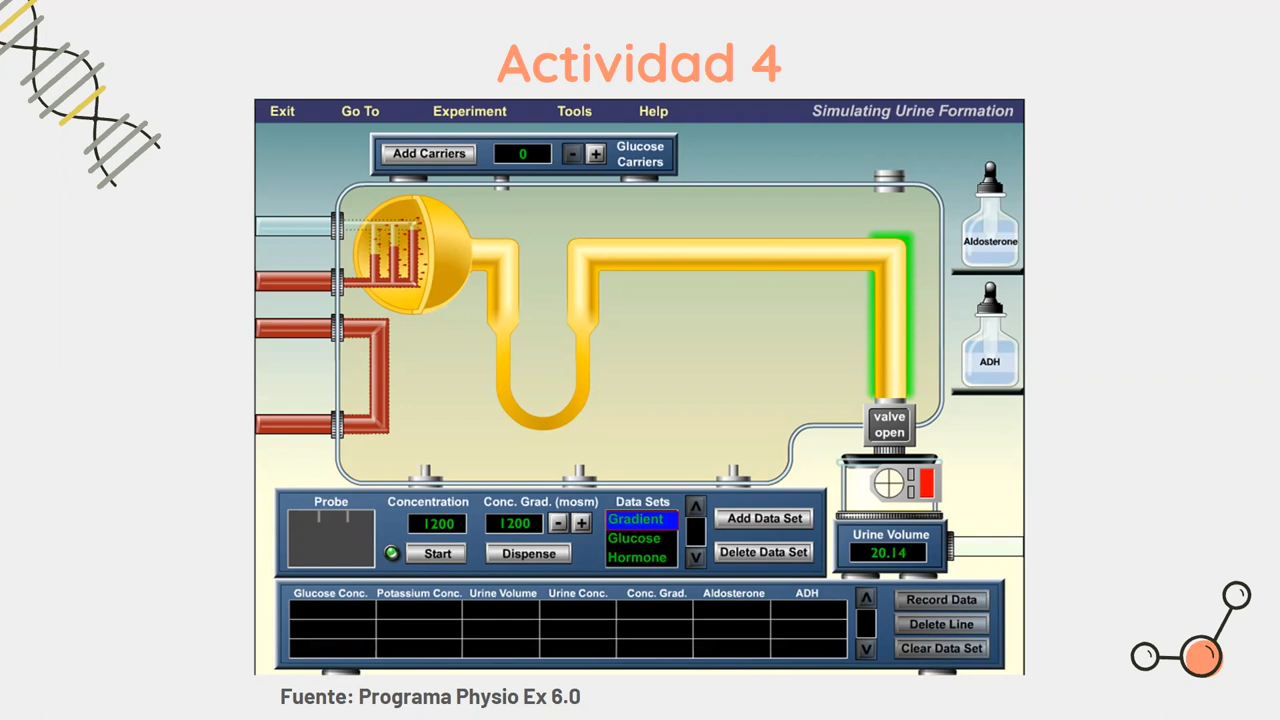 Actividad 4
Exit Go To Experiment Tools Help Simulating Urine Formation
Add Carriers 0 - + Glucose Carriers
Aldosterone
ADH
valve
open
Probe Concentration Conc. Grad. (mosm) Data Sets
1200 1200 - +
Gradient
Glucose
Hormone
Start Dispense
Add Data Set
Delete Data Set
Urine Volume
20.14
Glucose Conc. Potassium Conc. Urine Volume Urine Conc. Conc. Grad. Aldosterone ADH
Record Data
Delete Line
Clear Data Set
Fuente: Programa Physio Ex 6.0